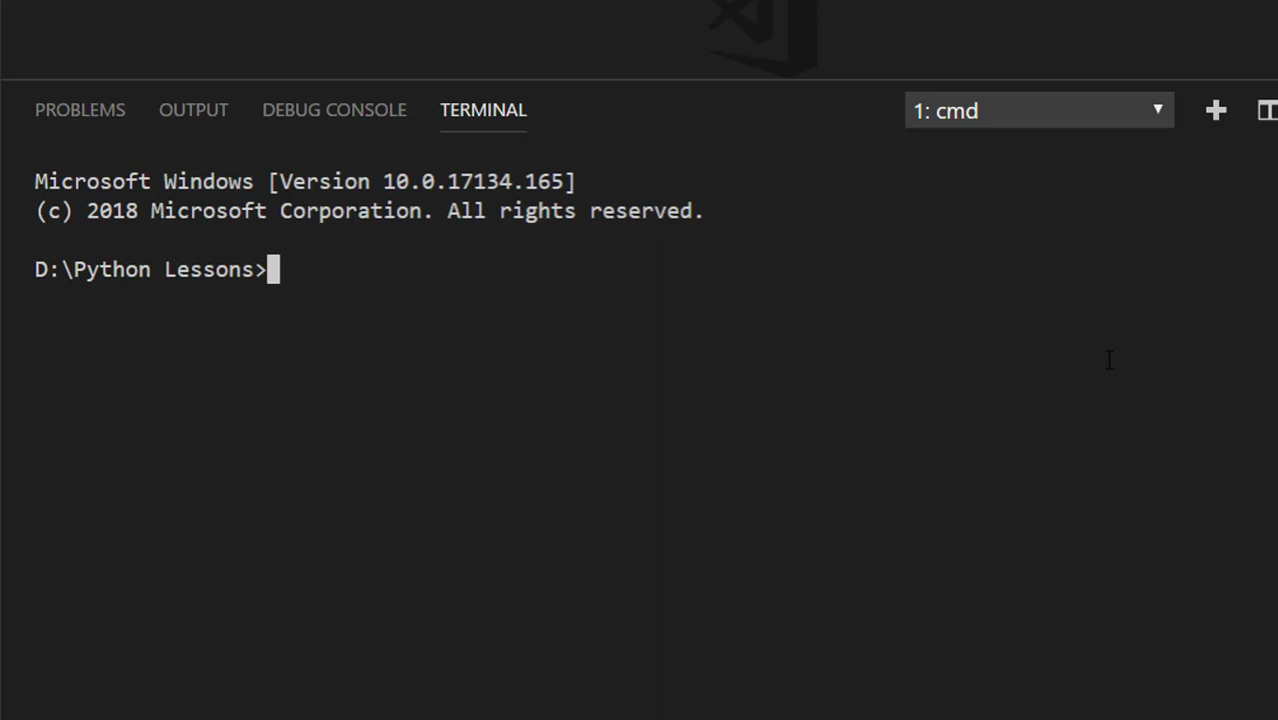 PROBLEMS OUTPUT DEBUG CONSOLE TERMINAL 1: cmd
Microsoft Windows [Version 10.0.17134.165]
(c) 2018 Microsoft Corporation. All rights reserved.
D:\Python Lessons>